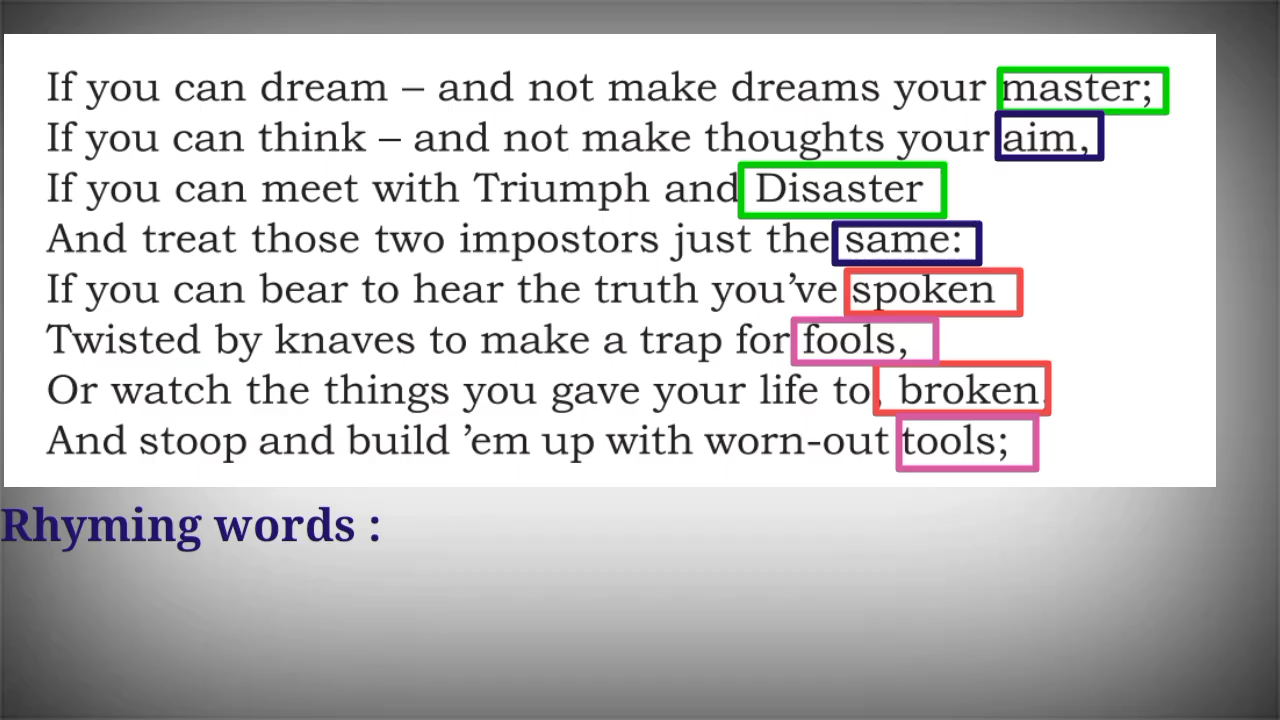 If you can dream – and not make dreams your master;
If you can think – and not make thoughts your aim,
If you can meet with Triumph and Disaster
And treat those two impostors just the same:
If you can bear to hear the truth you’ve spoken
Twisted by knaves to make a trap for fools,
Or watch the things you gave your life to, broken,
And stoop and build ’em up with worn-out tools;
Rhyming words :